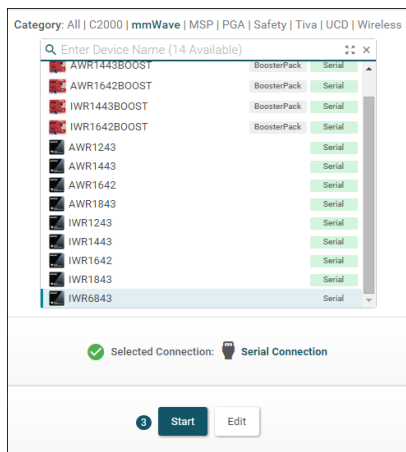 Category: All | C2000 | mmWave | MSP | PGA | Safety | Tiva | UCD | Wireless
Enter Device Name (14 Available)
AWR1443BOOST BoosterPack Serial
AWR1642BOOST BoosterPack Serial
IWR1443BOOST BoosterPack Serial
IWR1642BOOST BoosterPack Serial
AWR1243 Serial
AWR1443 Serial
AWR1642 Serial
AWR1843 Serial
IWR1243 Serial
IWR1443 Serial
IWR1642 Serial
IWR1843 Serial
IWR6843 Serial
Selected Connection: Serial Connection
3 Start Edit